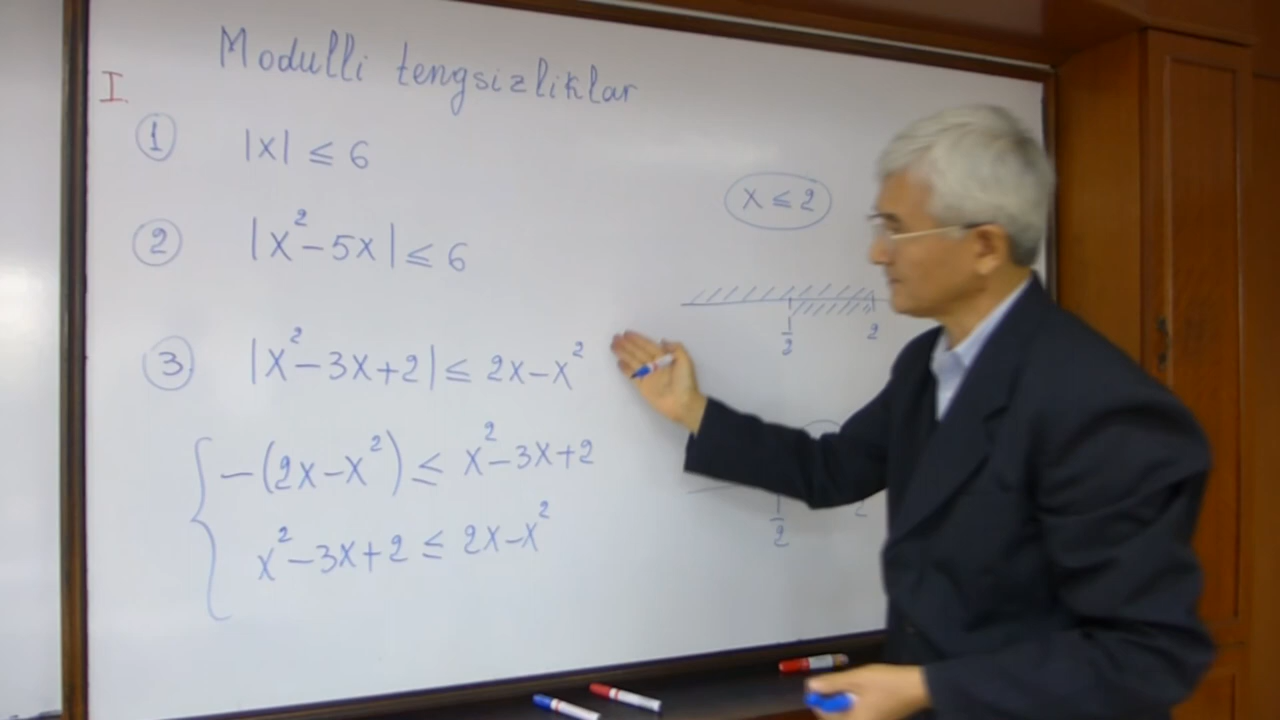 Modulli tengsizliklar
I.
① |x| ≤ 6
② |x²-5x| ≤ 6
③ |x²-3x+2| ≤ 2x-x²
-(2x-x²) ≤ x²-3x+2
x²-3x+2 ≤ 2x-x²
x ≤ 2
1/2 2
1/2 2